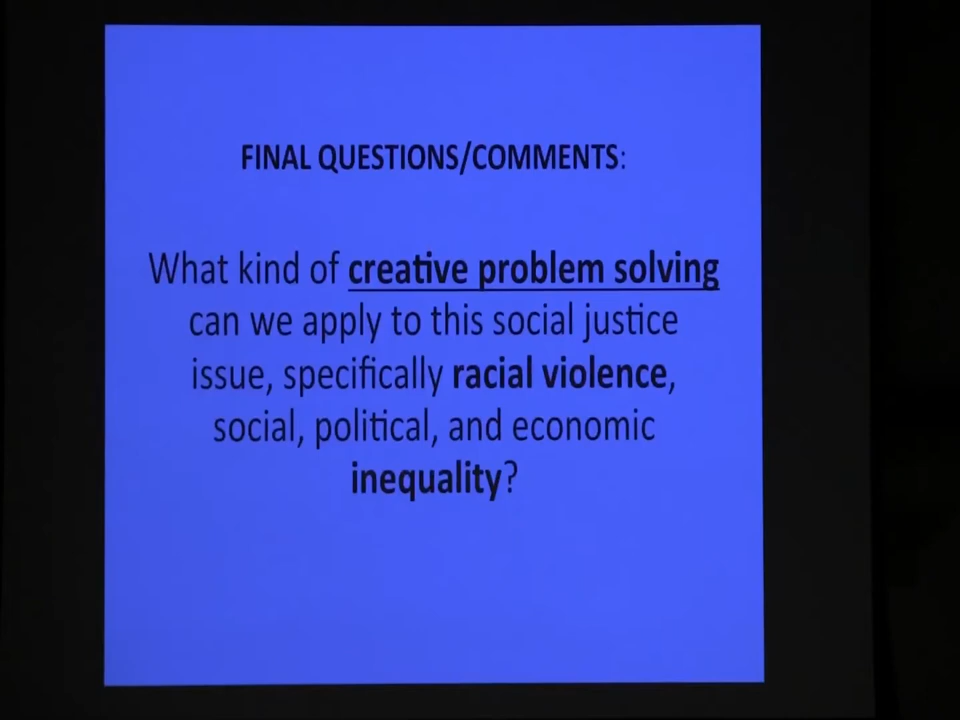 FINAL QUESTIONS/COMMENTS:
What kind of creative problem solving
can we apply to this social justice
issue, specifically racial violence,
social, political, and economic
inequality?